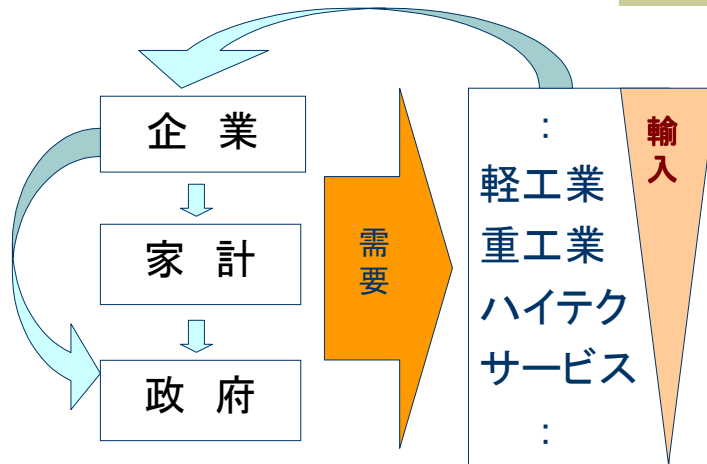 企 業
家 計
政 府
需
要
:
軽工業
重工業
ハイテク
サービス
:
輸
入